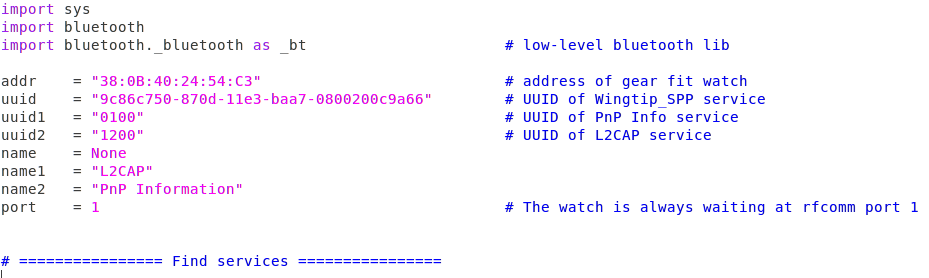 import sys
import bluetooth
import bluetooth._bluetooth as _bt # low-level bluetooth lib
addr = "38:0B:40:24:54:C3" # address of gear fit watch
uuid = "9c86c750-870d-11e3-baa7-0800200c9a66" # UUID of Wingtip_SPP service
uuid1 = "0100" # UUID of PnP Info service
uuid2 = "1200" # UUID of L2CAP service
name = None
name1 = "L2CAP"
name2 = "PnP Information"
port = 1 # The watch is always waiting at rfcomm port 1
# ================ Find services ================